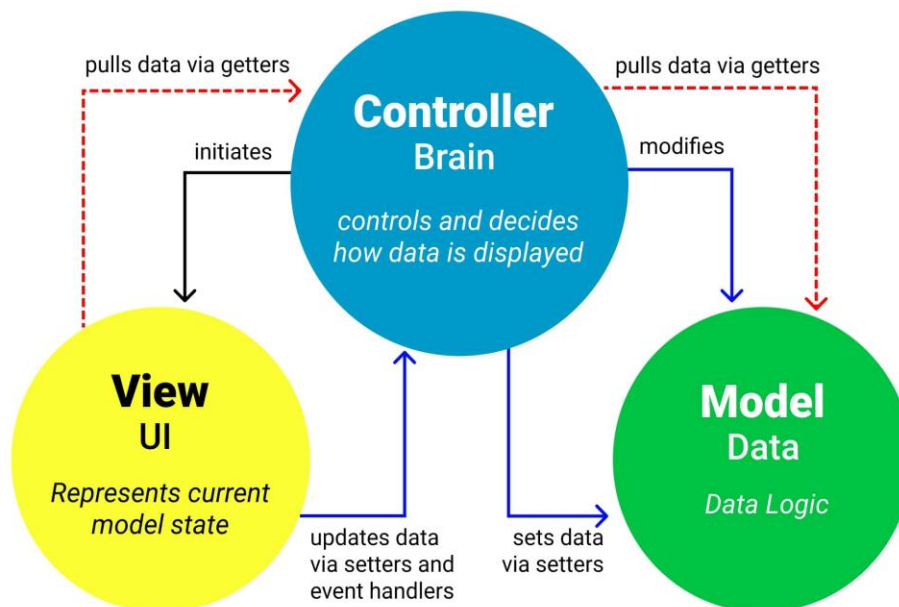 pulls data via getters
pulls data via getters
Controller
Brain
initiates
modifies
controls and decides
how data is displayed
View
UI
Represents current
model state
Model
Data
Data Logic
updates data
via setters and
event handlers
sets data
via setters